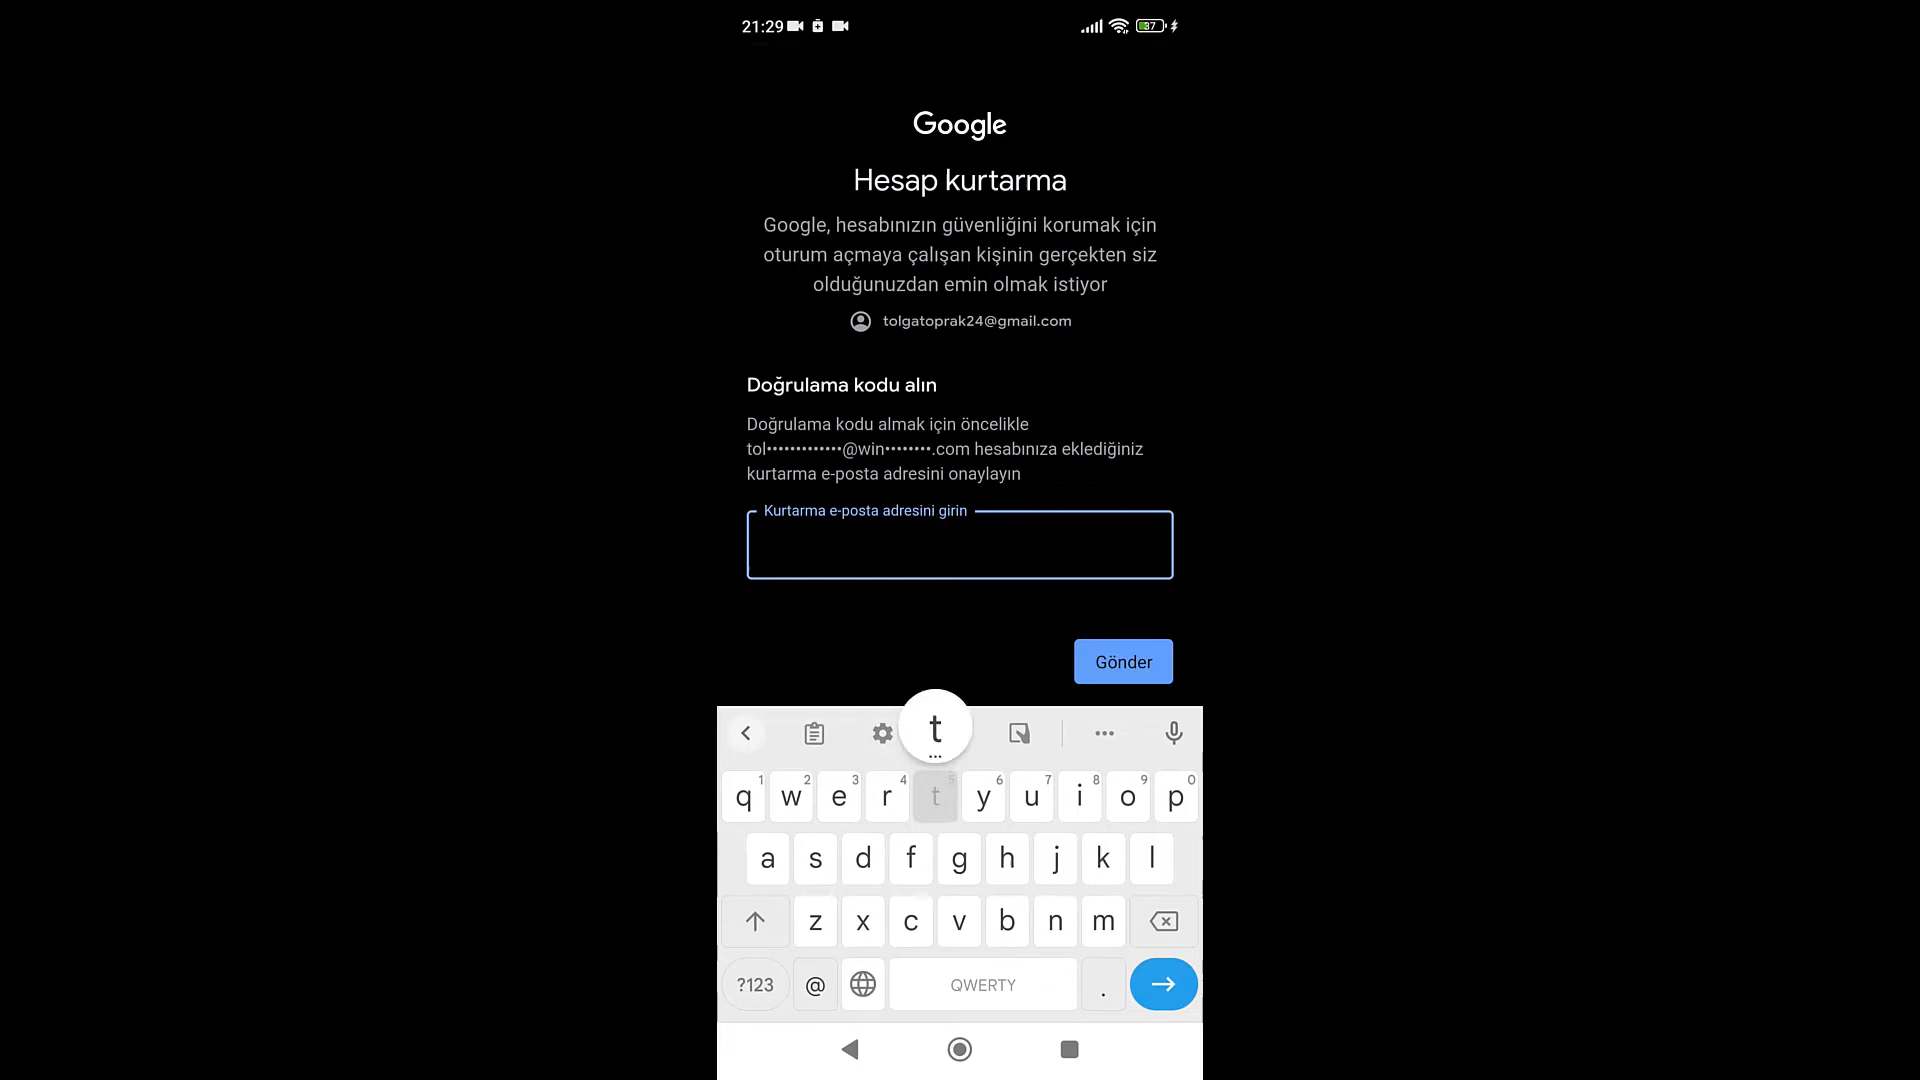 21:29
37
Google
Hesap kurtarma
Google, hesabınızın güvenliğini korumak için
oturum açmaya çalışan kişinin gerçekten siz
olduğunuzdan emin olmak istiyor
tolgatoprak24@gmail.com
Doğrulama kodu alın
Doğrulama kodu almak için öncelikle
tol•••••••••••••@win••••••••.com hesabınıza eklediğiniz
kurtarma e-posta adresini onaylayın
Kurtarma e-posta adresini girin
Gönder
t
...
q 1 w 2 e 3 r 4 t 5 y 6 u 7 i 8 o 9 p 0
a s d f g h j k l
z x c v b n m
?123 @ QWERTY .